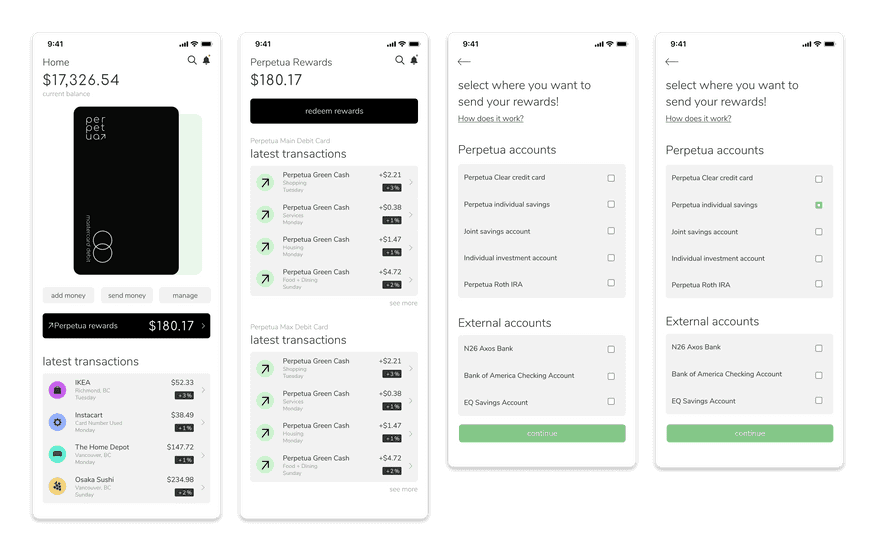 9:41
Home
$17,326.54
current balance
per
pet
ua
mastercard debit
add money send money manage
Perpetua rewards $180.17
latest transactions
IKEA $52.33
Richmond, BC
Tuesday +3%
Instacart $38.49
Card Number Used
Monday +1%
The Home Depot $147.72
Vancouver, BC
Monday +1%
Osaka Sushi $234.98
Vancouver, BC
Sunday +2%
9:41
Perpetua Rewards
$180.17
redeem rewards
Perpetua Main Debit Card
latest transactions
Perpetua Green Cash +$2.21
Shopping
Tuesday +3%
Perpetua Green Cash +$0.38
Services
Monday +1%
Perpetua Green Cash +$1.47
Housing
Monday +1%
Perpetua Green Cash +$4.72
Food + Dining
Sunday +2%
see more
Perpetua Max Debit Card
latest transactions
Perpetua Green Cash +$2.21
Shopping
Tuesday +3%
Perpetua Green Cash +$0.38
Services
Monday +1%
Perpetua Green Cash +$1.47
Housing
Monday +1%
Perpetua Green Cash +$4.72
Food + Dining
Sunday +2%
see more
9:41
select where you want to
send your rewards!
How does it work?
Perpetua accounts
Perpetua Clear credit card
Perpetua individual savings
Joint savings account
Individual investment account
Perpetua Roth IRA
External accounts
N26 Axos Bank
Bank of America Checking Account
EQ Savings Account
continue
9:41
select where you want to
send your rewards!
How does it work?
Perpetua accounts
Perpetua Clear credit card
Perpetua individual savings
Joint savings account
Individual investment account
Perpetua Roth IRA
External accounts
N26 Axos Bank
Bank of America Checking Account
EQ Savings Account
continue